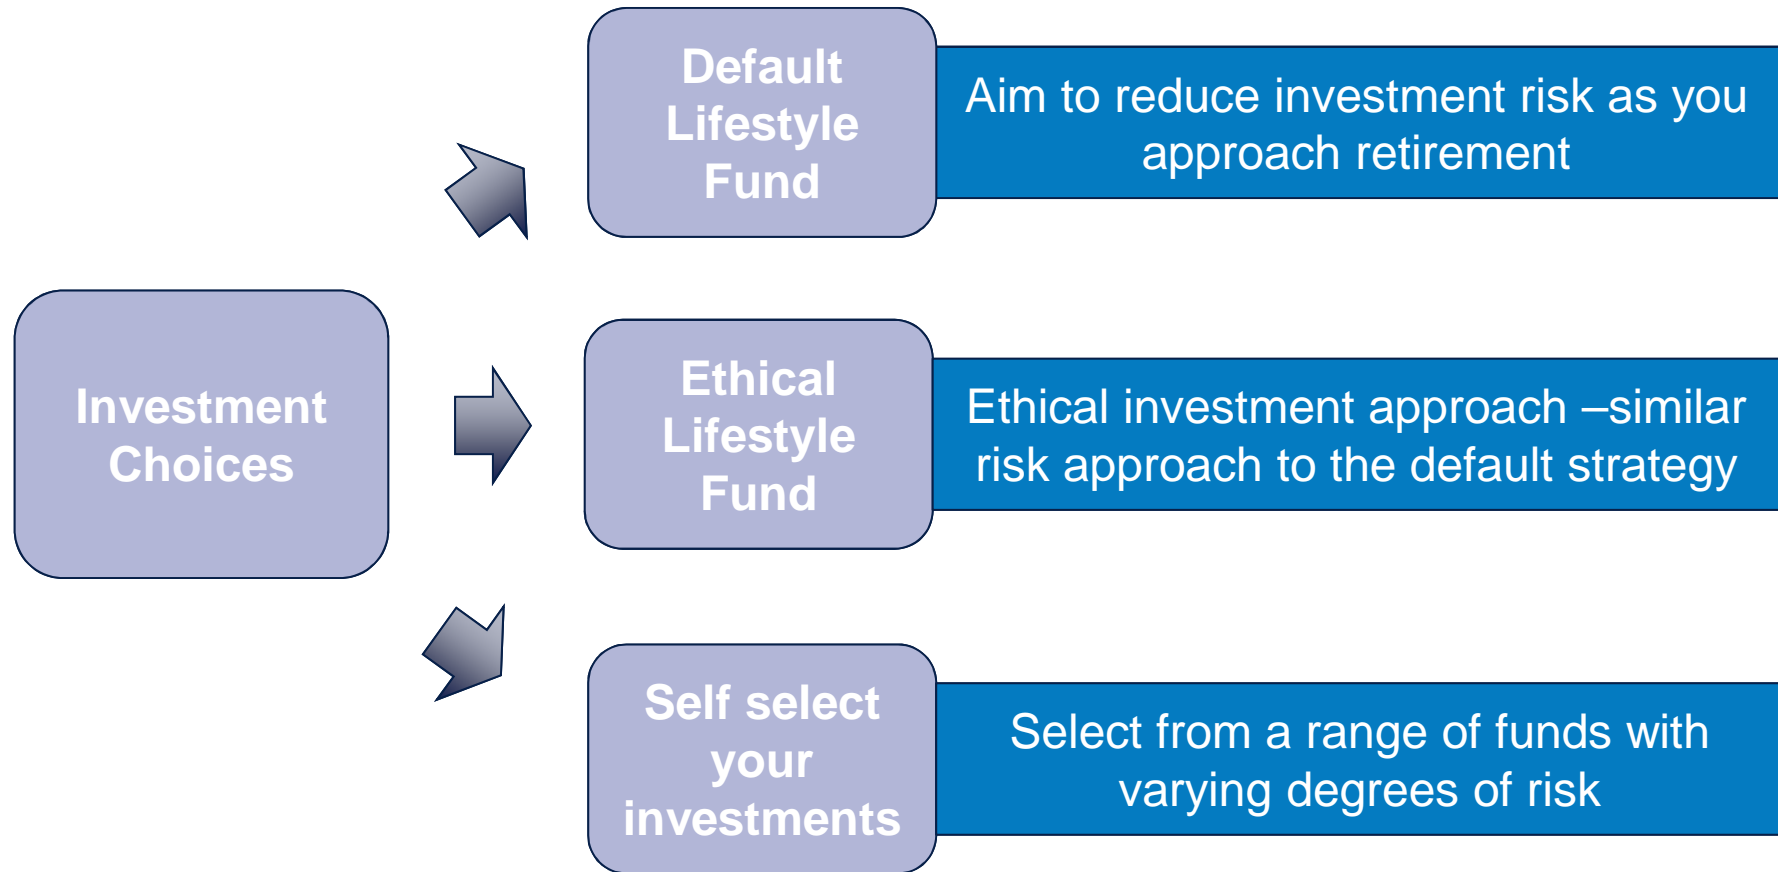 Default
Lifestyle
Fund
Aim to reduce investment risk as you
approach retirement
Investment
Choices
Ethical
Lifestyle
Fund
Ethical investment approach –similar
risk approach to the default strategy
Self select
your
investments
Select from a range of funds with
varying degrees of risk